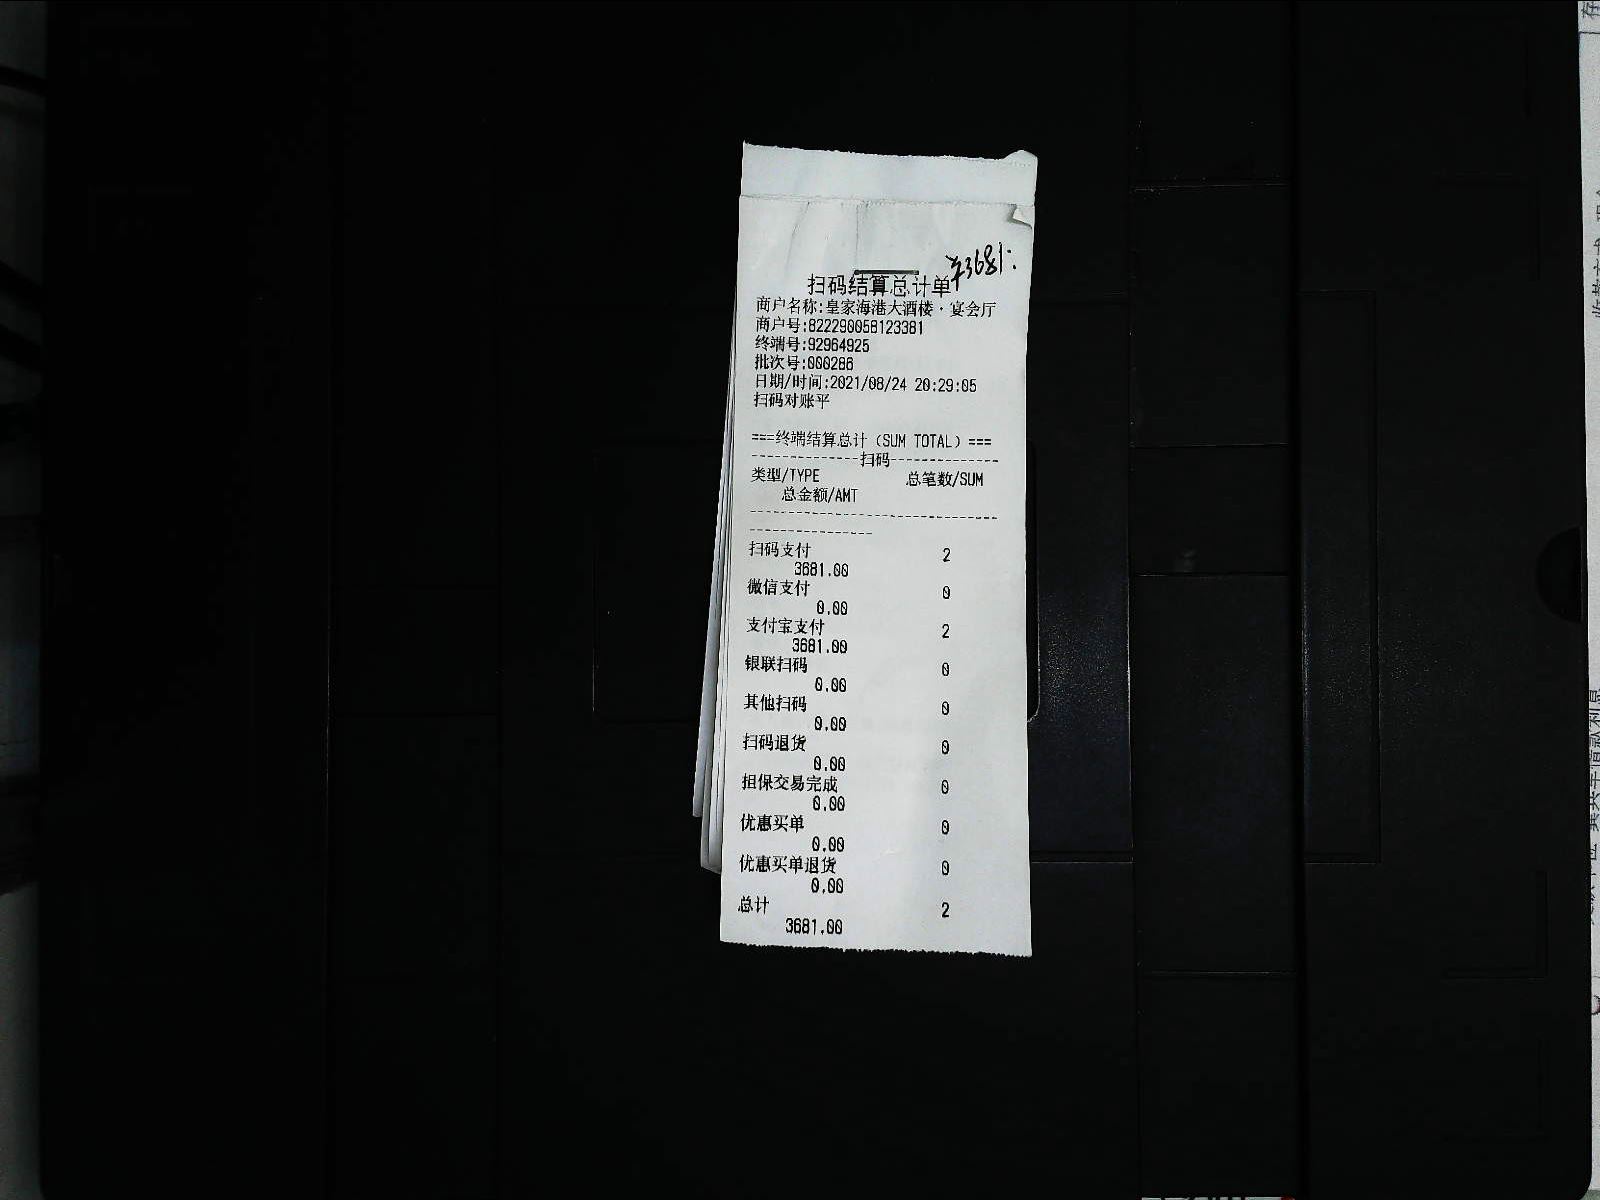 ¥3681:
扫码结算总计单
商户名称:皇家海港大酒楼·宴会厅
商户号:822290058123381
终端号:92964925
批次号:000286
日期/时间:2021/08/24 20:29:05
扫码对账平
===终端结算总计（SUM TOTAL）===
--------------扫码--------------
类型/TYPE 总笔数/SUM
总金额/AMT
--------------------------------
----------------
扫码支付 2
3681.00
微信支付 0
0.00
支付宝支付 2
3681.00
银联扫码 0
0.00
其他扫码 0
0.00
扫码退货 0
0.00
担保交易完成 0
0.00
优惠买单 0
0.00
优惠买单退货 0
0.00
总计 2
3681.00